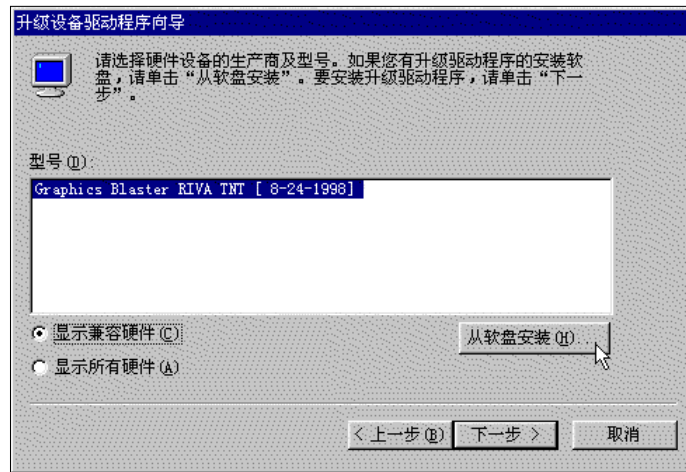 升级设备驱动程序向导
请选择硬件设备的生产商及型号。如果您有升级驱动程序的安装软
盘，请单击“从软盘安装”。要安装升级驱动程序，请单击“下一
步”。
型号(D):
Graphics Blaster RIVA TNT [ 8-24-1998]
显示兼容硬件(C)
从软盘安装(H)...
显示所有硬件(A)
<上一步(B)
下一步 >
取消